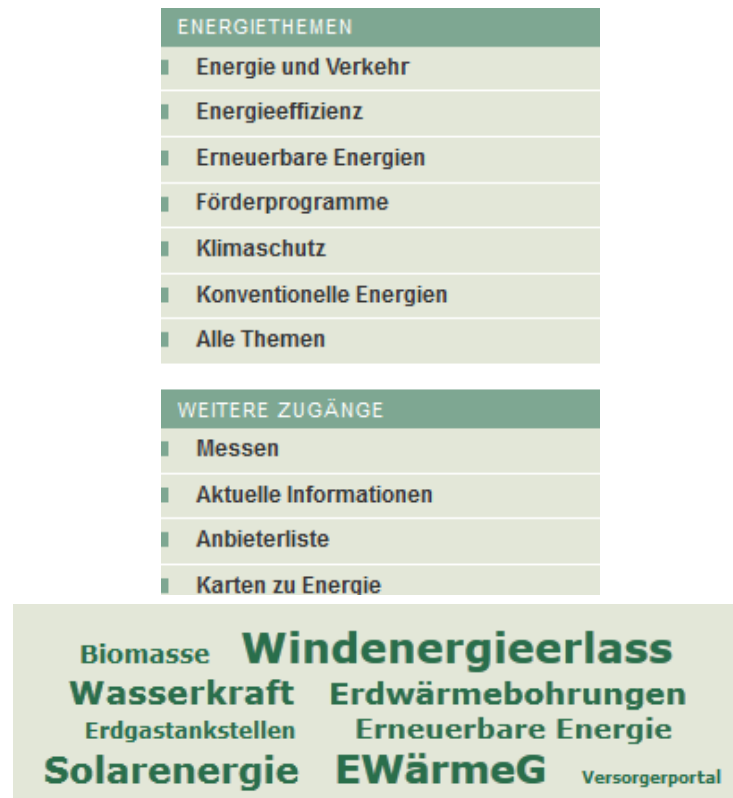 ENERGIETHEMEN
Energie und Verkehr
Energieeffizienz
Erneuerbare Energien
Förderprogramme
Klimaschutz
Konventionelle Energien
Alle Themen
WEITERE ZUGÄNGE
Messen
Aktuelle Informationen
Anbieterliste
Karten zu Energie
Biomasse Windenergieerlass
Wasserkraft Erdwärmebohrungen
Erdgastankstellen Erneuerbare Energie
Solarenergie EWärmeG Versorgerportal